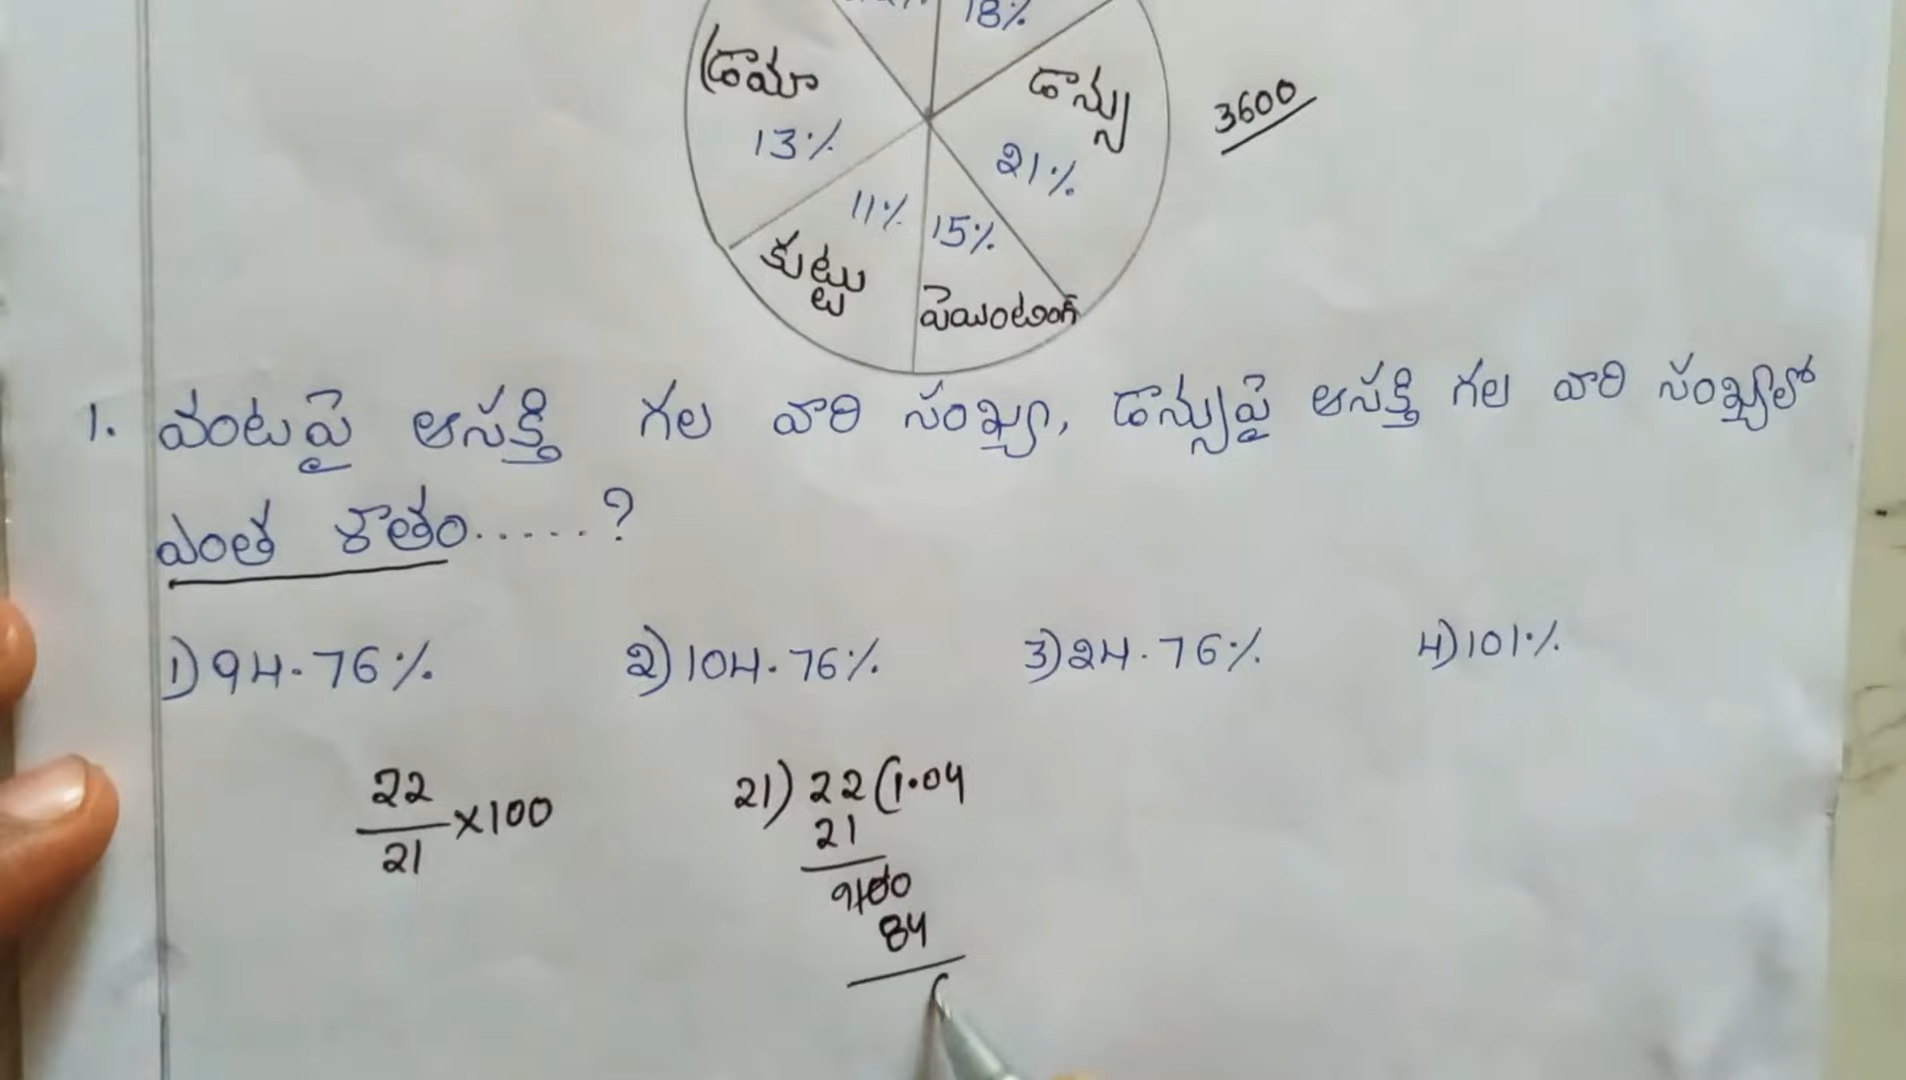 18%
డ్రామా
డాన్సు
3600
13%
21%
11%
15%
కుట్టు
పెయింటింగ్
1. వంటపై ఆసక్తి గల వారి సంఖ్య, డాన్సుపై ఆసక్తి గల వారి సంఖ్యలో
ఎంత శాతం.....?
1) 94.76% 2) 104.76% 3) 24.76% 4) 101%
22
21
×100
21) 22 (1.04
21
100
84